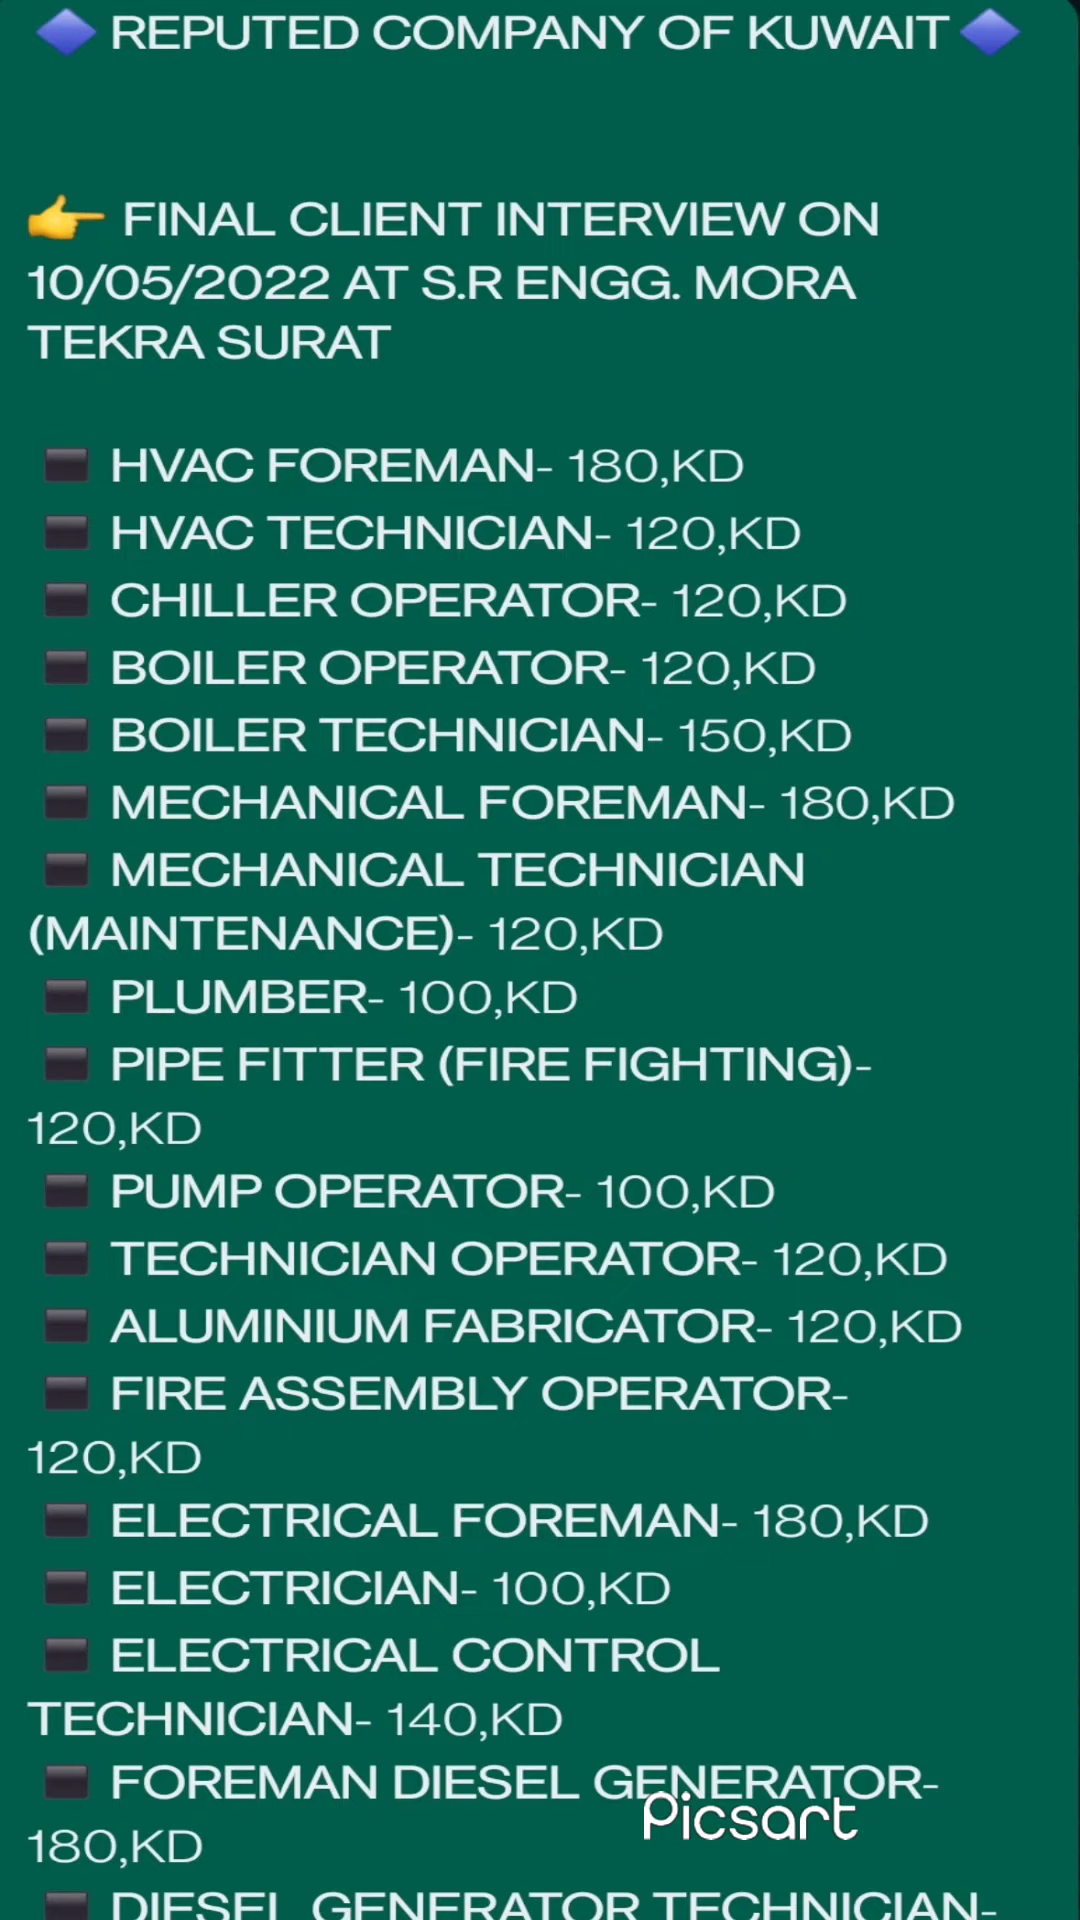 🔷 REPUTED COMPANY OF KUWAIT 🔷
👉 FINAL CLIENT INTERVIEW ON
10/05/2022 AT S.R ENGG. MORA
TEKRA SURAT
◼️ HVAC FOREMAN- 180,KD
◼️ HVAC TECHNICIAN- 120,KD
◼️ CHILLER OPERATOR- 120,KD
◼️ BOILER OPERATOR- 120,KD
◼️ BOILER TECHNICIAN- 150,KD
◼️ MECHANICAL FOREMAN- 180,KD
◼️ MECHANICAL TECHNICIAN
(MAINTENANCE)- 120,KD
◼️ PLUMBER- 100,KD
◼️ PIPE FITTER (FIRE FIGHTING)-
120,KD
◼️ PUMP OPERATOR- 100,KD
◼️ TECHNICIAN OPERATOR- 120,KD
◼️ ALUMINIUM FABRICATOR- 120,KD
◼️ FIRE ASSEMBLY OPERATOR-
120,KD
◼️ ELECTRICAL FOREMAN- 180,KD
◼️ ELECTRICIAN- 100,KD
◼️ ELECTRICAL CONTROL
TECHNICIAN- 140,KD
◼️ FOREMAN DIESEL GENERATOR-
Picsart
180,KD
◼️ DIESEL GENERATOR TECHNICIAN-